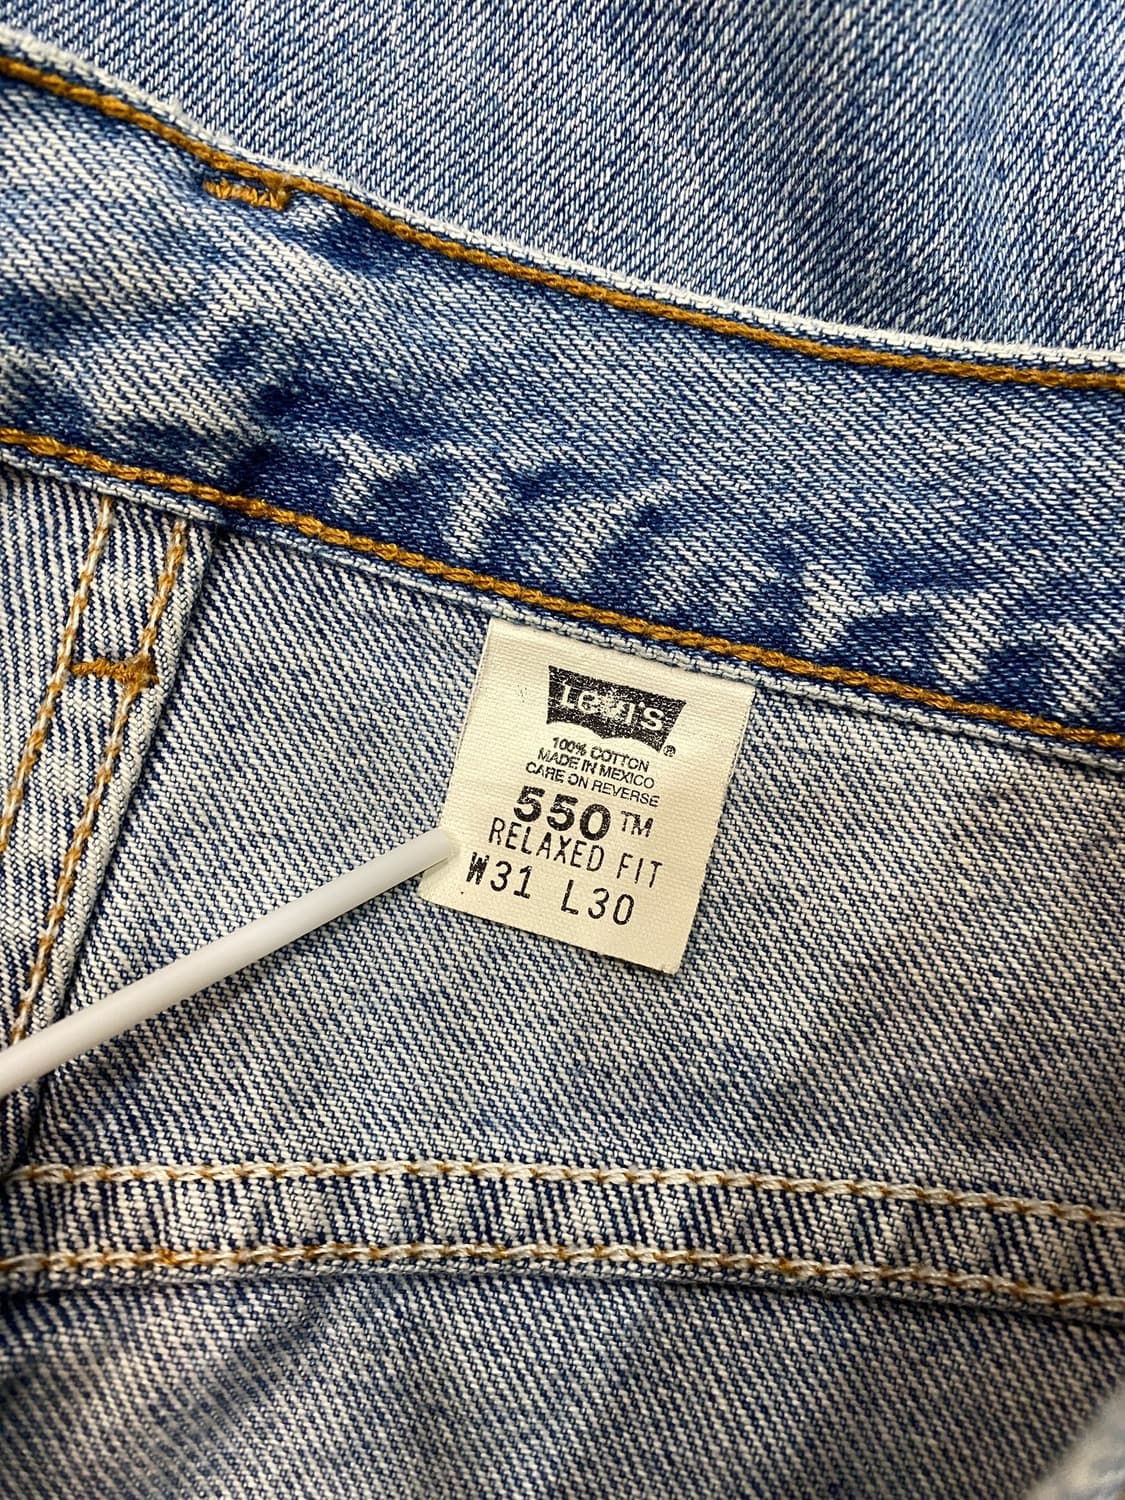 Levi's®
100% COTTON
MADE IN MEXICO
CARE ON REVERSE
550™
RELAXED FIT
W31 L30